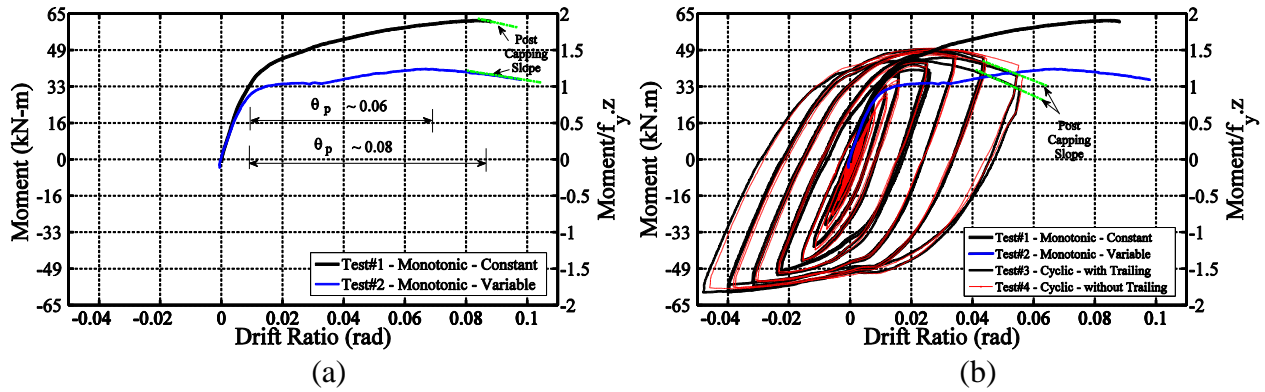 65
49
33
16
0
-16
-33
-49
-65
Moment (kN-m)
-0.04
-0.02
0
0.02
0.04
0.06
0.08
0.1
Drift Ratio (rad)
2
1.5
1
0.5
0
-0.5
-1
-1.5
-2
Moment/f_y.z
Post
Capping
Slope
θ_p ~ 0.06
θ_p ~ 0.08
Test#1 - Monotonic - Constant
Test#2 - Monotonic - Variable
(a)
65
49
33
16
0
-16
-33
-49
-65
Moment (kN.m)
-0.04
-0.02
0
0.02
0.04
0.06
0.08
0.1
Drift Ratio (rad)
2
1.5
1
0.5
0
-0.5
-1
-1.5
-2
Moment/f_y.z
Post
Capping
Slope
Test#1 - Monotonic - Constant
Test#2 - Monotonic - Variable
Test#3 - Cyclic - with Trailing
Test#4 - Cyclic - without Trailing
(b)